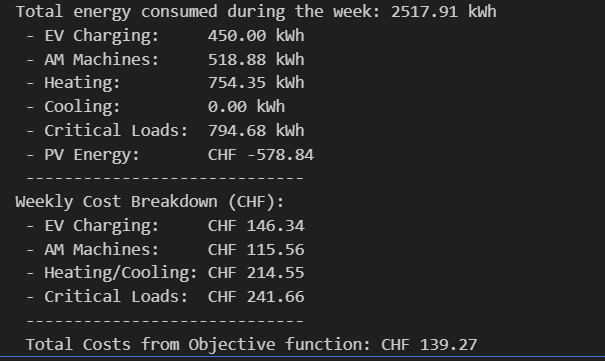 Total energy consumed during the week: 2517.91 kWh
- EV Charging: 450.00 kWh
- AM Machines: 518.88 kWh
- Heating: 754.35 kWh
- Cooling: 0.00 kWh
- Critical Loads: 794.68 kWh
- PV Energy: CHF -578.84
------------------------------
Weekly Cost Breakdown (CHF):
- EV Charging: CHF 146.34
- AM Machines: CHF 115.56
- Heating/Cooling: CHF 214.55
- Critical Loads: CHF 241.66
------------------------------
Total Costs from Objective function: CHF 139.27